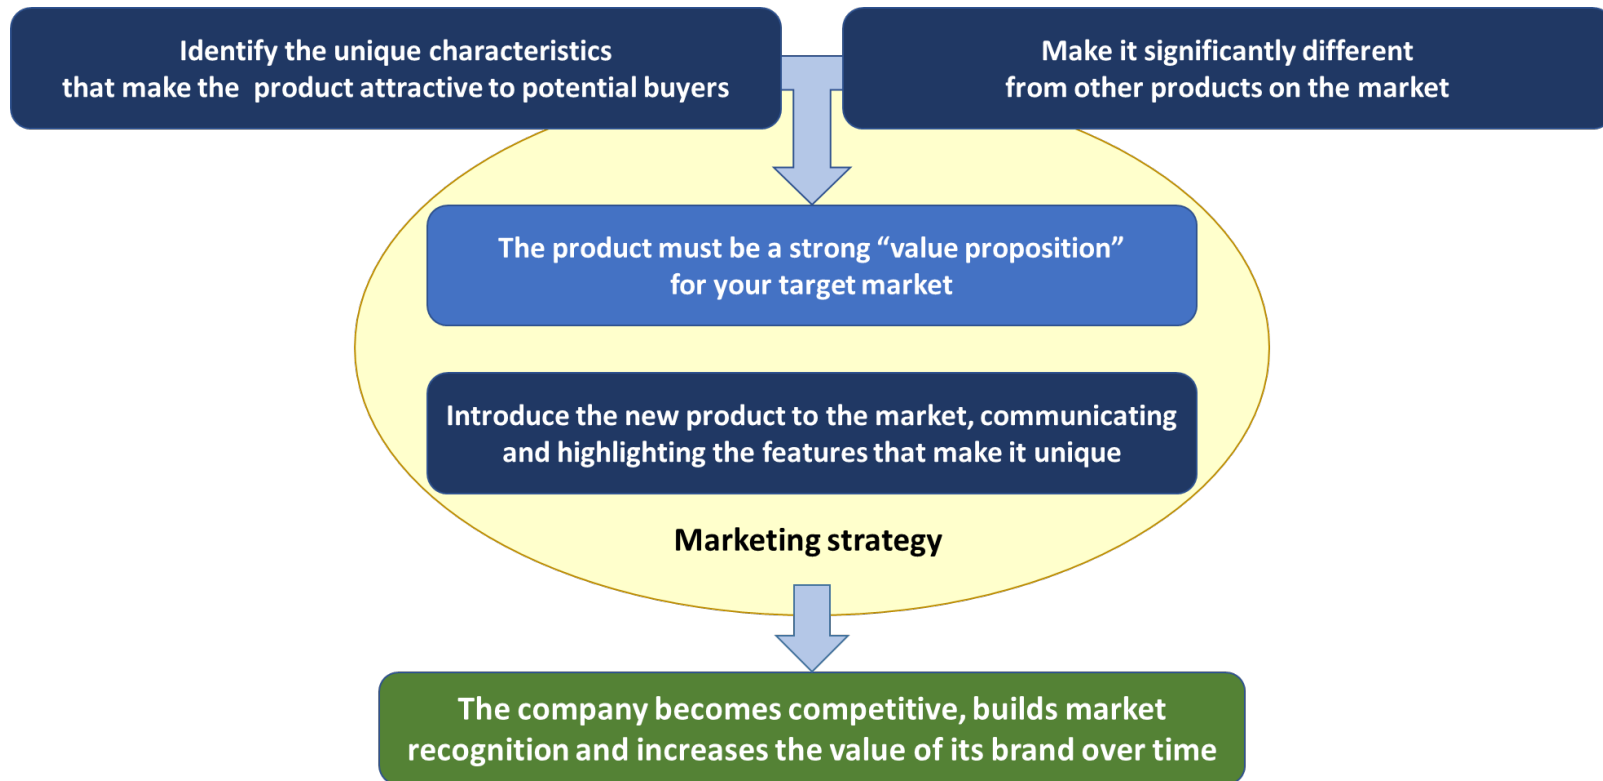 Identify the unique characteristics
that make the  product attractive to potential buyers
Make it significantly different
from other products on the market
The product must be a strong “value proposition”
for your target market
Introduce the new product to the market, communicating
and highlighting the features that make it unique
Marketing strategy
The company becomes competitive, builds market
recognition and increases the value of its brand over time